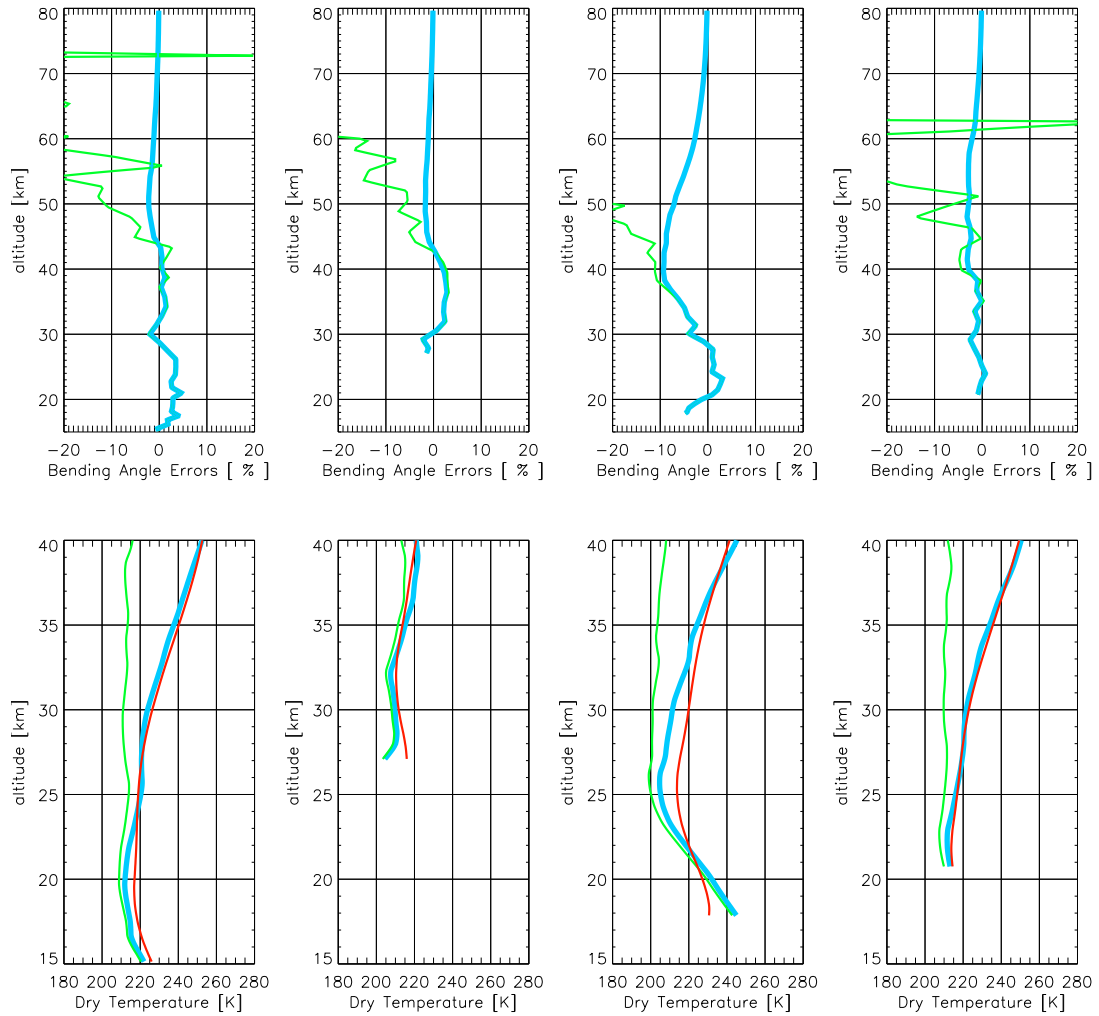 80 80 80 80
70 70 70 70
60 60 60 60
50 50 50 50
40 40 40 40
30 30 30 30
20 20 20 20
altitude [km] altitude [km] altitude [km] altitude [km]
−20 −10 0 10 20 −20 −10 0 10 20 −20 −10 0 10 20 −20 −10 0 10 20
Bending Angle Errors [ % ] Bending Angle Errors [ % ] Bending Angle Errors [ % ] Bending Angle Errors [ % ]
40 40 40 40
35 35 35 35
30 30 30 30
25 25 25 25
20 20 20 20
15 15 15 15
altitude [km] altitude [km] altitude [km] altitude [km]
180 200 220 240 260 280 180 200 220 240 260 280 180 200 220 240 260 280 180 200 220 240 260 280
Dry Temperature [K] Dry Temperature [K] Dry Temperature [K] Dry Temperature [K]